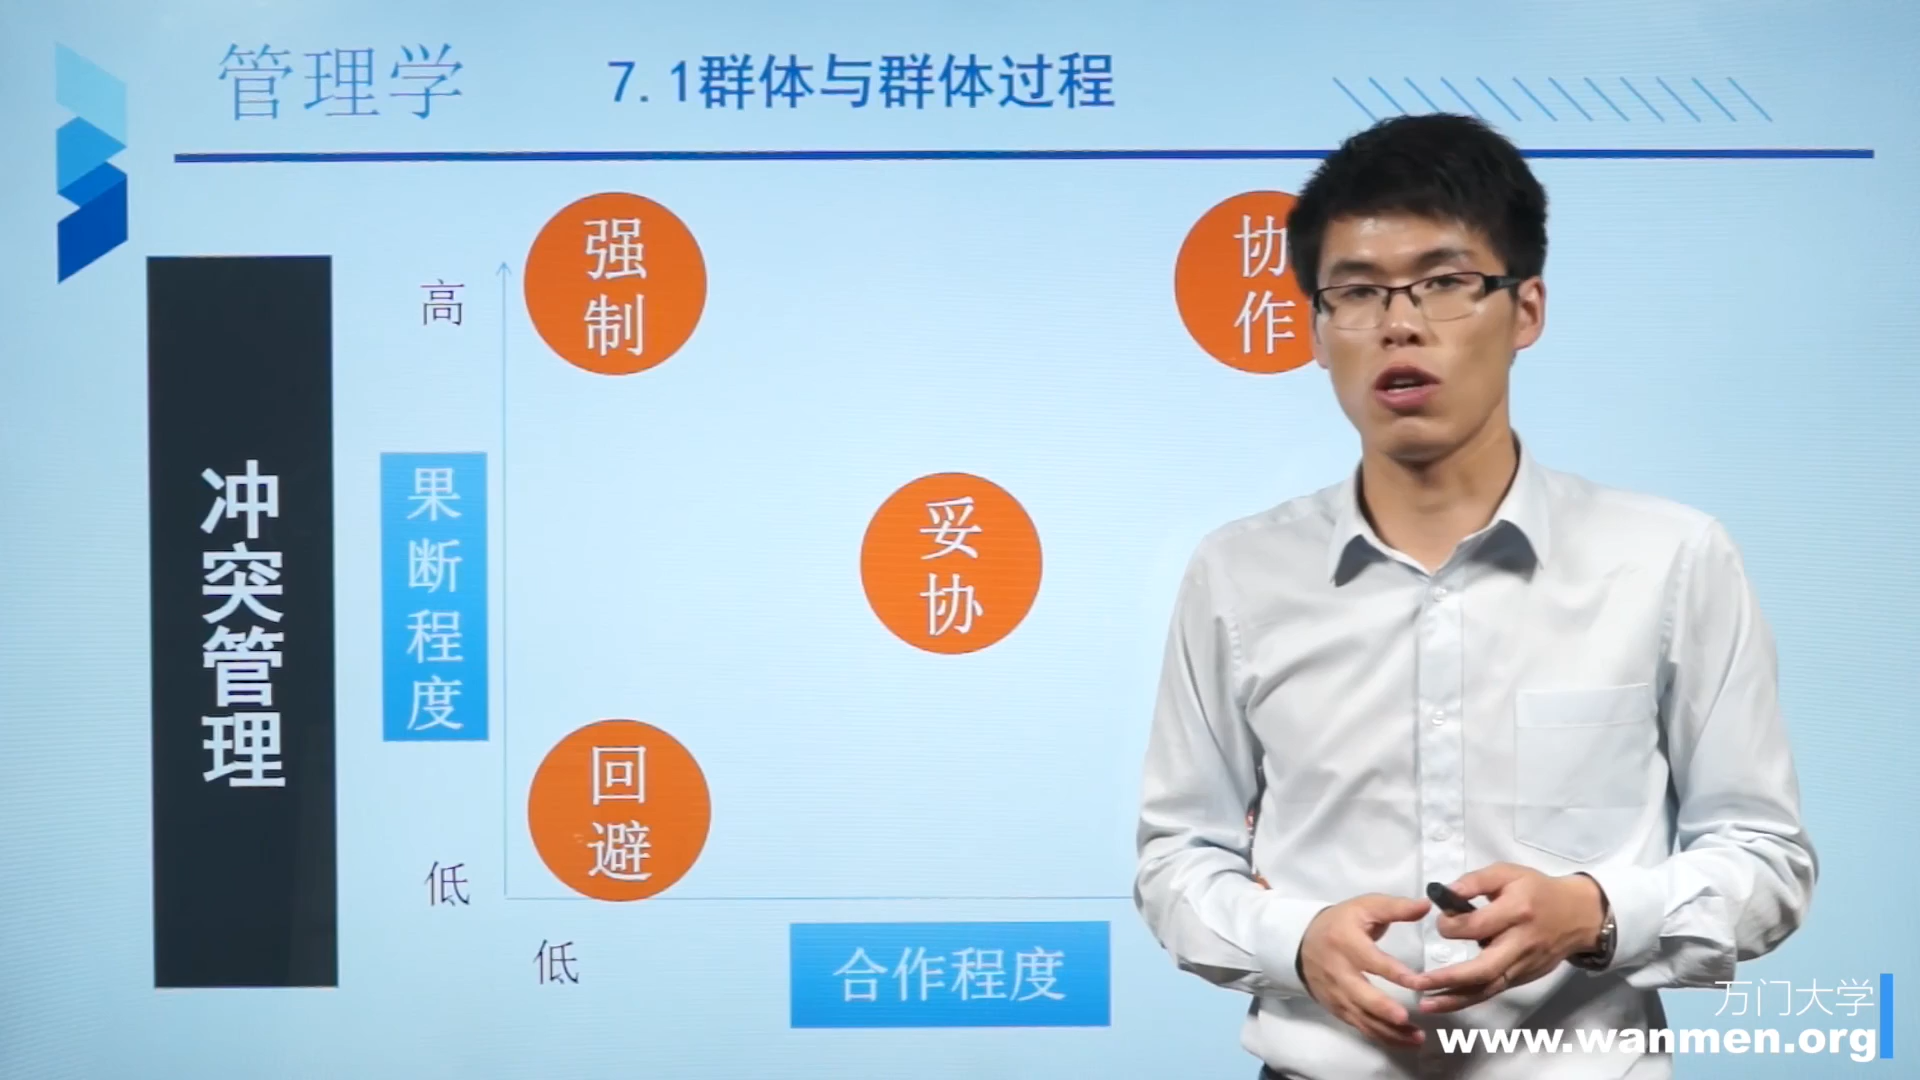 管理学
7.1群体与群体过程
冲突管理
高
果断程度
低
强制
协作
妥协
回避
低
合作程度
万门大学
www.wanmen.org